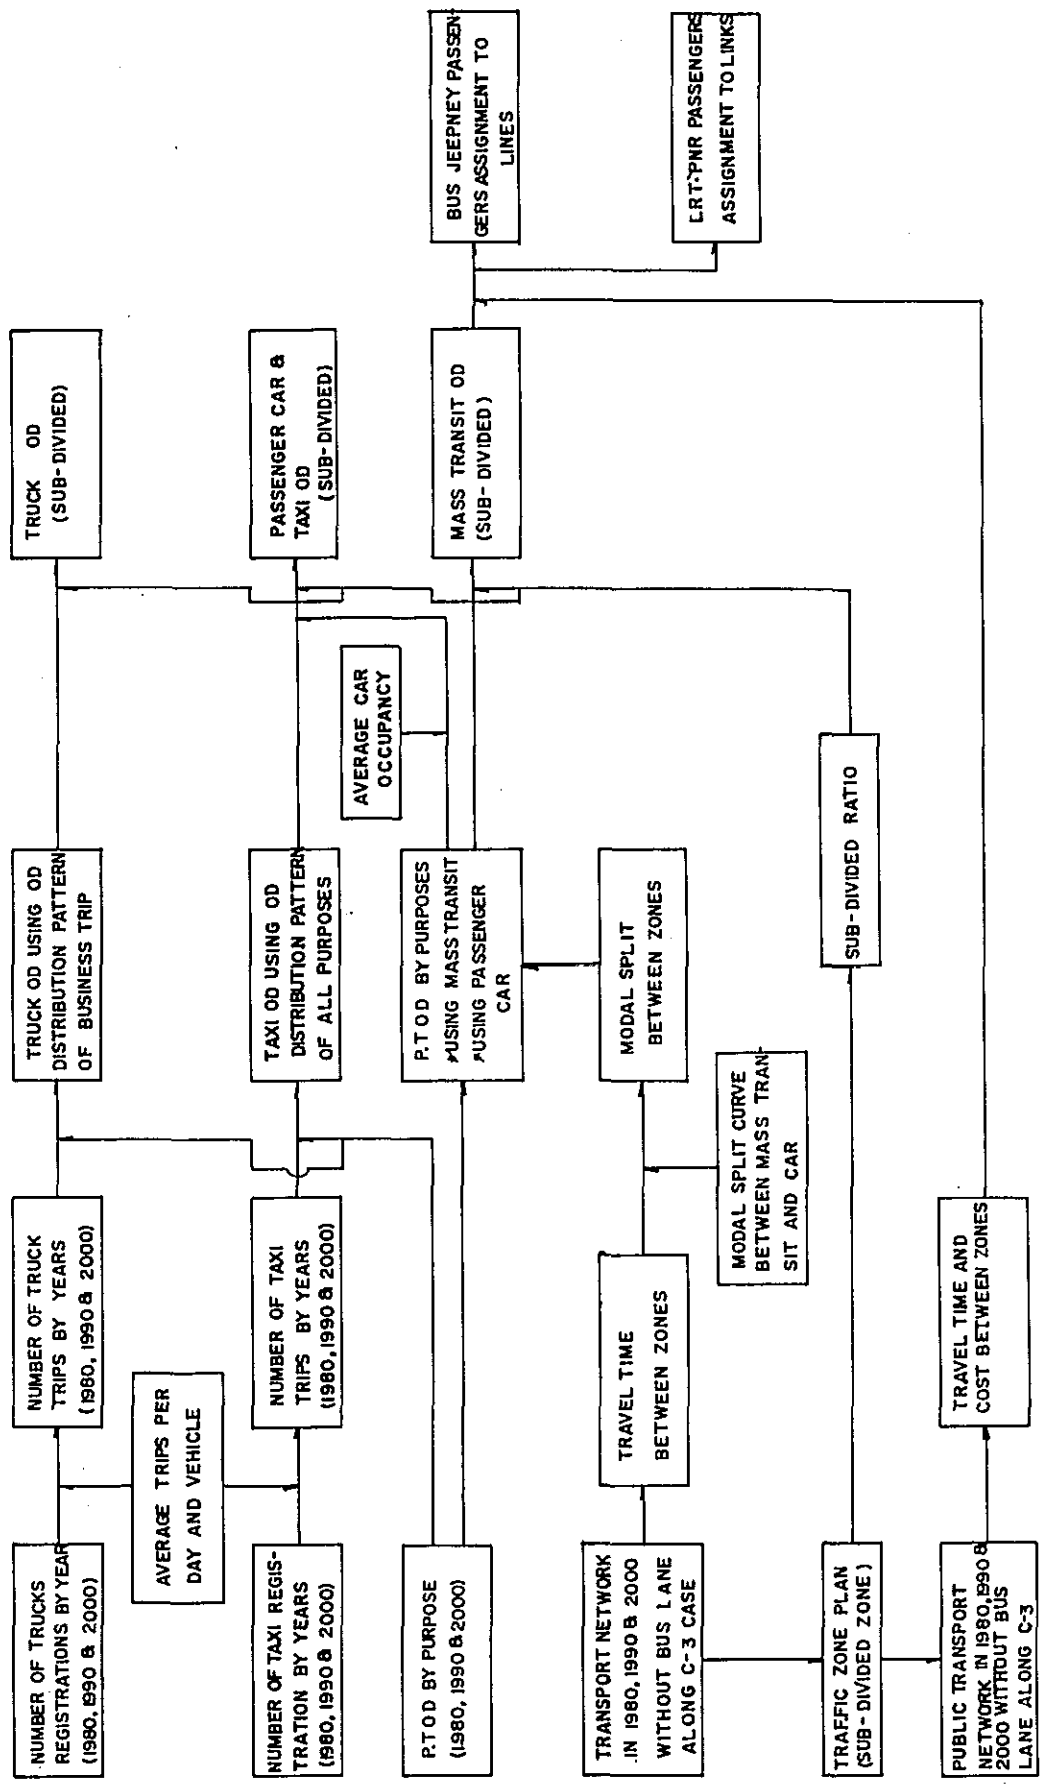 NUMBER OF TRUCKS
REGISTRATIONS BY YEAR
(1980, 1990 & 2000)
AVERAGE TRIPS PER
DAY AND VEHICLE
NUMBER OF TAXI REGIS-
TRATION BY YEARS
(1980, 1990 & 2000)
P.T O D BY PURPOSE
(1980, 1990 & 2000)
TRANSPORT NETWORK
IN 1980, 1990 & 2000
WITHOUT BUS LANE
ALONG C-3 CASE
TRAFFIC ZONE PLAN
(SUB-DIVIDED ZONE)
PUBLIC TRANSPORT
NETWORK IN 1980, 1990 &
2000 WITHOUT BUS
LANE ALONG C-3
NUMBER OF TRUCK
TRIPS BY YEARS
(1980, 1990 & 2000)
NUMBER OF TAXI
TRIPS BY YEARS
(1980, 1990 & 2000)
TRAVEL TIME
BETWEEN ZONES
MODAL SPLIT CURVE
BETWEEN MASS TRAN-
SIT AND CAR
TRAVEL TIME AND
COST BETWEEN ZONES
TRUCK OD USING OD
DISTRIBUTION PATTERN
OF BUSINESS TRIP
TAXI OD USING OD
DISTRIBUTION PATTERN
OF ALL PURPOSES
P.T O D BY PURPOSES
USING MASS TRANSIT
USING PASSENGER
CAR
MODAL SPLIT
BETWEEN ZONES
SUB-DIVIDED RATIO
AVERAGE CAR
OCCUPANCY
TRUCK OD
(SUB-DIVIDED)
PASSENGER CAR &
TAXI OD
(SUB-DIVIDED)
MASS TRANSIT OD
(SUB-DIVIDED)
BUS JEEPNEY PASSEN-
GERS ASSIGNMENT TO
LINES
LRT-PNR PASSENGERS
ASSIGNMENT TO LINKS